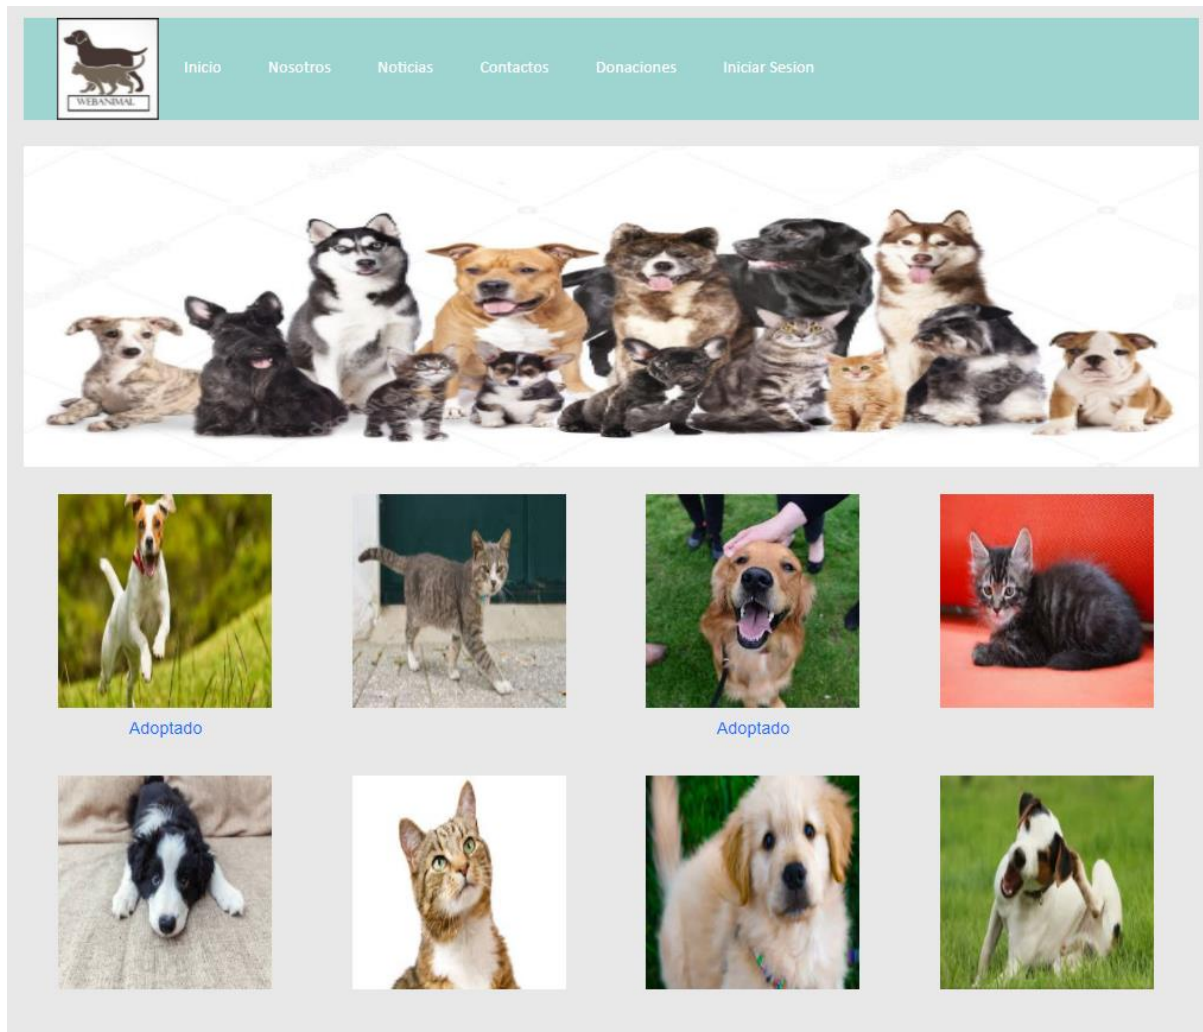 WEBANIMAL
Inicio Nosotros Noticias Contactos Donaciones Iniciar Sesion
Adoptado Adoptado